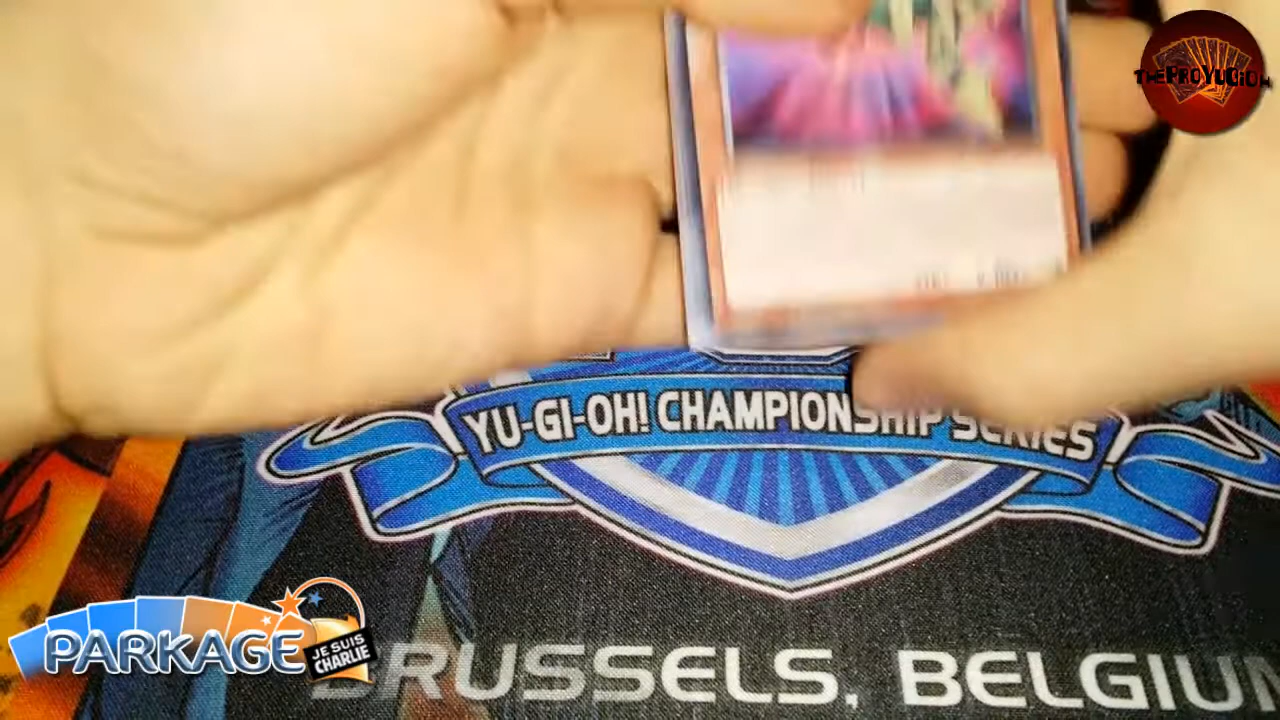 THEPROYUGIOH
YU-GI-OH! CHAMPIONSHIP SERIES
PARKAGE
JE SUIS
CHARLIE
BRUSSELS, BELGIUM